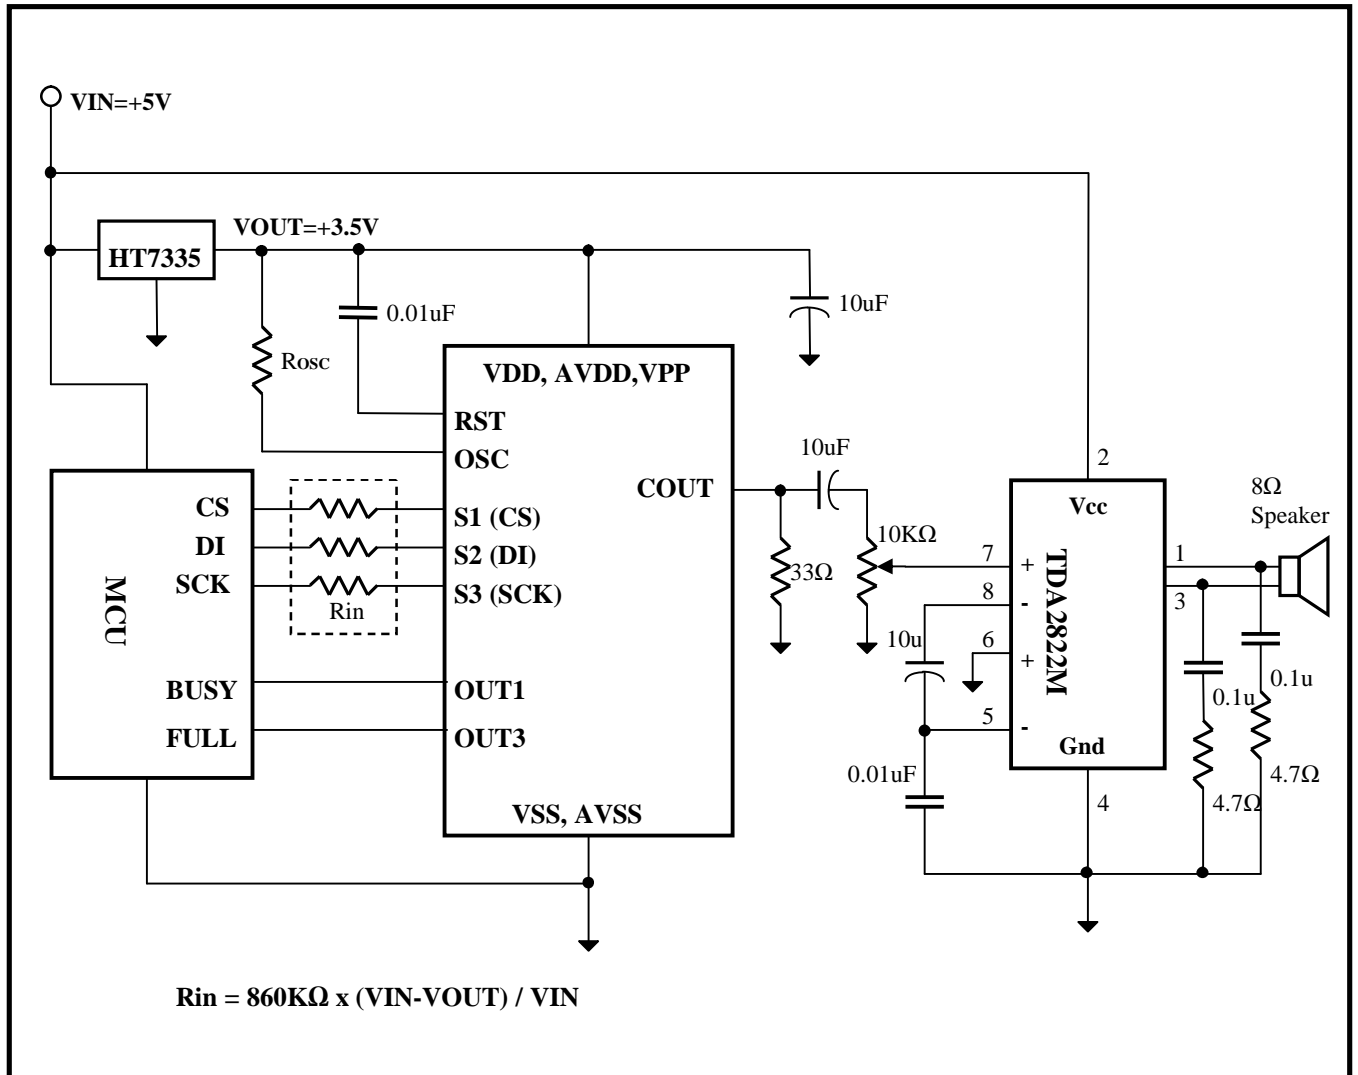 VIN=+5V
VOUT=+3.5V
HT7335
0.01uF
10uF
Rosc
VDD, AVDD,VPP
RST
OSC
COUT
S1 (CS)
S2 (DI)
S3 (SCK)
OUT1
OUT3
VSS, AVSS
MCU
CS
DI
SCK
BUSY
FULL
Rin
10uF
33Ω
10KΩ
2
Vcc
TDA2822M
Gnd
4
7
+
8
-
6
+
5
-
10u
0.01uF
1
3
8Ω
Speaker
0.1u
0.1u
4.7Ω
4.7Ω
Rin = 860KΩ x (VIN-VOUT) / VIN